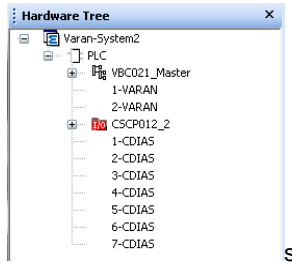 Hardware Tree x
Varan-System2
PLC
VBC021_Master
1-VARAN
2-VARAN
I/O CSCP012_2
1-CDIAS
2-CDIAS
3-CDIAS
4-CDIAS
5-CDIAS
6-CDIAS
7-CDIAS
s